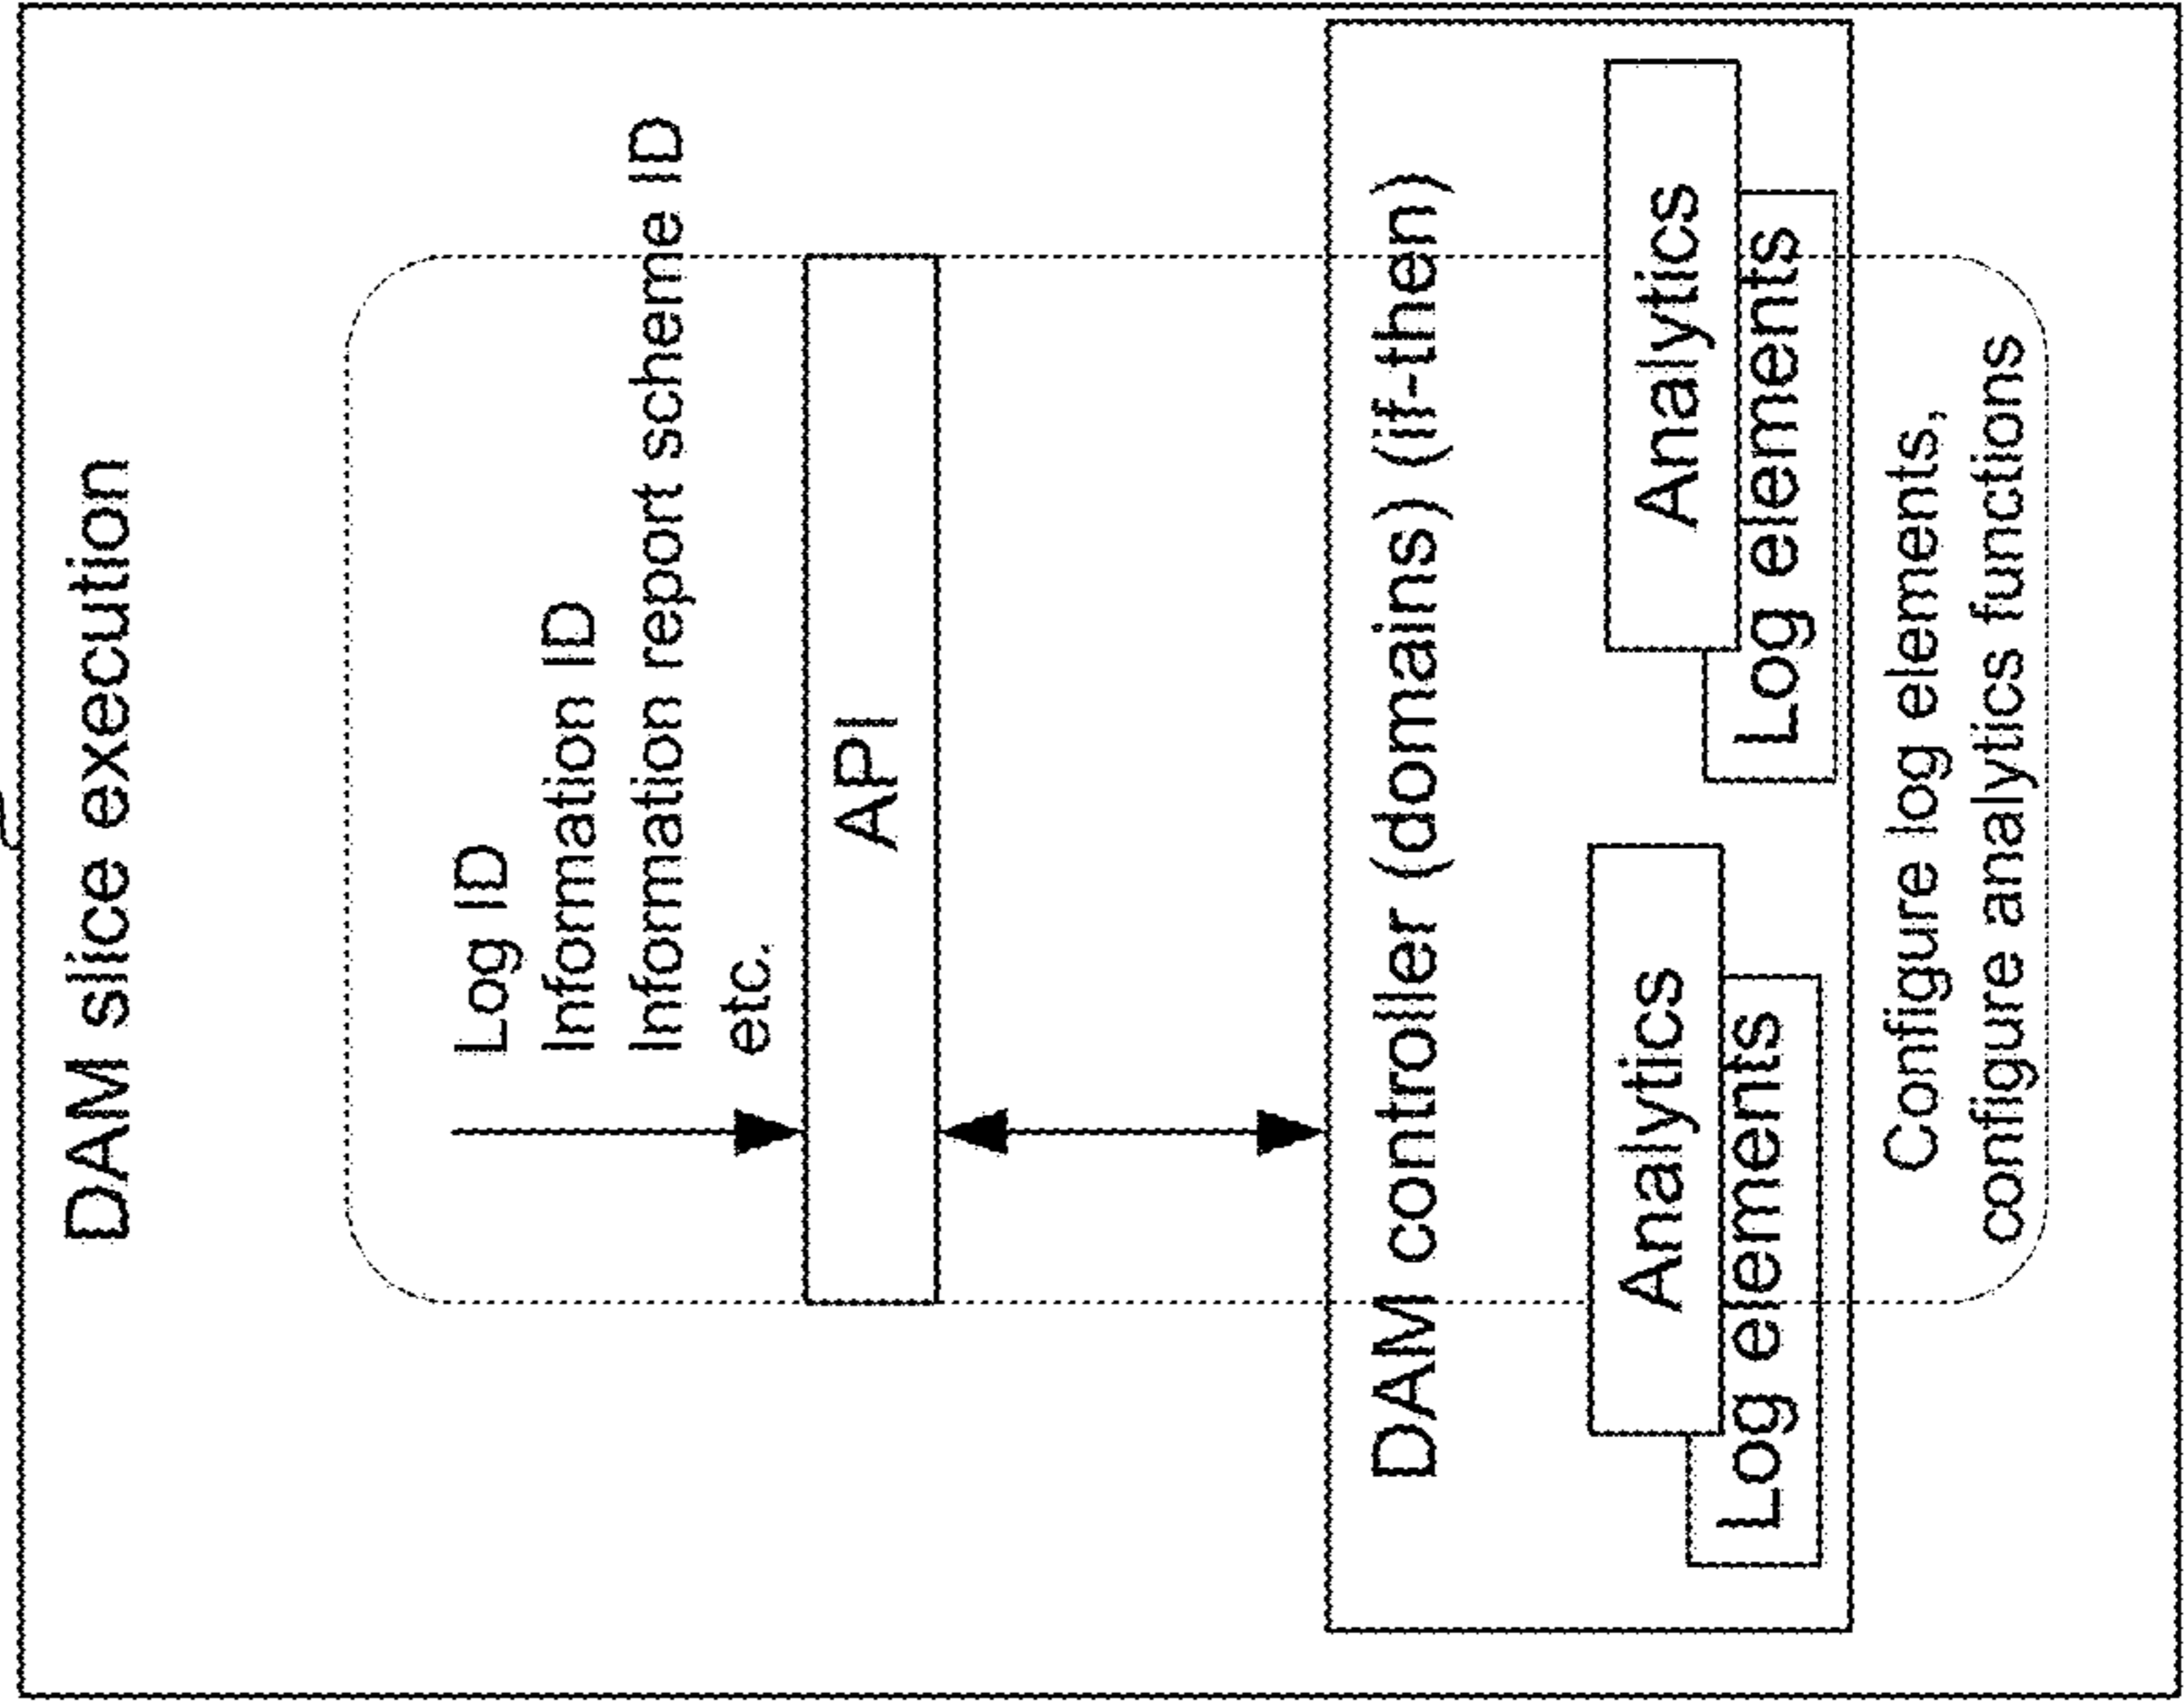 DAM slice execution
Log ID
Information ID
Information report scheme ID
etc.
API
DAM controller (domains) (if-then)
Analytics
Log elements
Analytics
Log elements
Configure log elements,
configure analytics functions